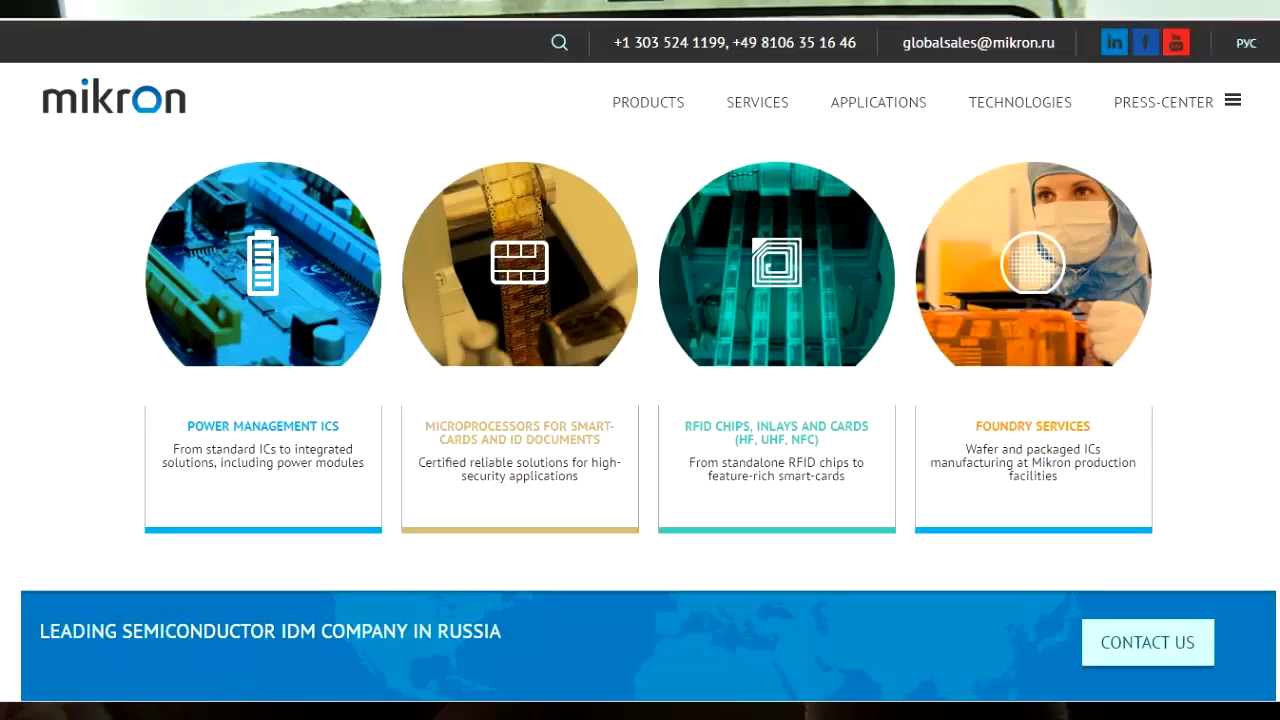 +1 303 524 1199, +49 8106 35 16 46
globalsales@mikron.ru
in
f
You
РУС
mikron
PRODUCTS
SERVICES
APPLICATIONS
TECHNOLOGIES
PRESS-CENTER
POWER MANAGEMENT ICS
From standard ICs to integrated
solutions, including power modules
MICROPROCESSORS FOR SMART-
CARDS AND ID DOCUMENTS
Certified reliable solutions for high-
security applications
RFID CHIPS, INLAYS AND CARDS
(HF, UHF, NFC)
From standalone RFID chips to
feature-rich smart-cards
FOUNDRY SERVICES
Wafer and packaged ICs
manufacturing at Mikron production
facilities
LEADING SEMICONDUCTOR IDM COMPANY IN RUSSIA
CONTACT US